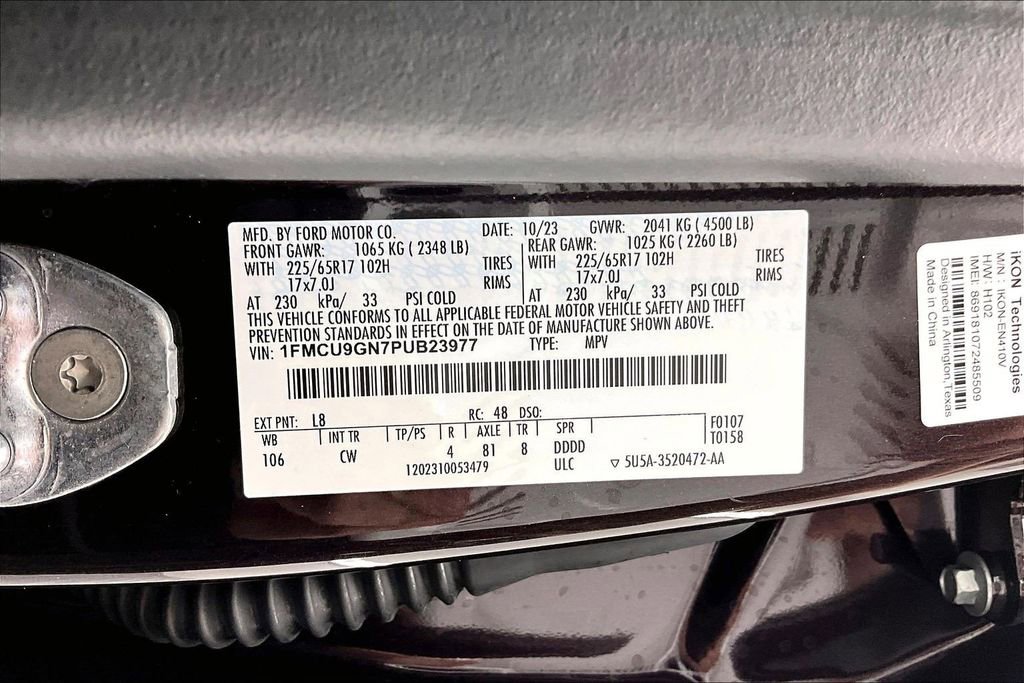 MFD. BY FORD MOTOR CO. DATE: 10/23 GVWR: 2041 KG ( 4500 LB)
FRONT GAWR: 1065 KG ( 2348 LB) REAR GAWR: 1025 KG ( 2260 LB)
WITH 225/65R17 102H TIRES WITH 225/65R17 102H TIRES
17x7.0J RIMS 17x7.0J RIMS
AT 230 kPa/ 33 PSI COLD AT 230 kPa/ 33 PSI COLD
THIS VEHICLE CONFORMS TO ALL APPLICABLE FEDERAL MOTOR VEHICLE SAFETY AND THEFT
PREVENTION STANDARDS IN EFFECT ON THE DATE OF MANUFACTURE SHOWN ABOVE.
VIN: 1FMCU9GN7PUB23977 TYPE: MPV
EXT PNT: L8 RC: 48 DSO:
WB INT TR TP/PS R AXLE TR SPR F0107
106 CW 4 81 8 DDDD T0158
1202310053479 ULC ▽ 5U5A-3520472-AA
iKON Technologies
M/N : IKON-EN410V
H/W : H102
IMEI: 869181072485509
Designed in Arlington,Texas
Made in China